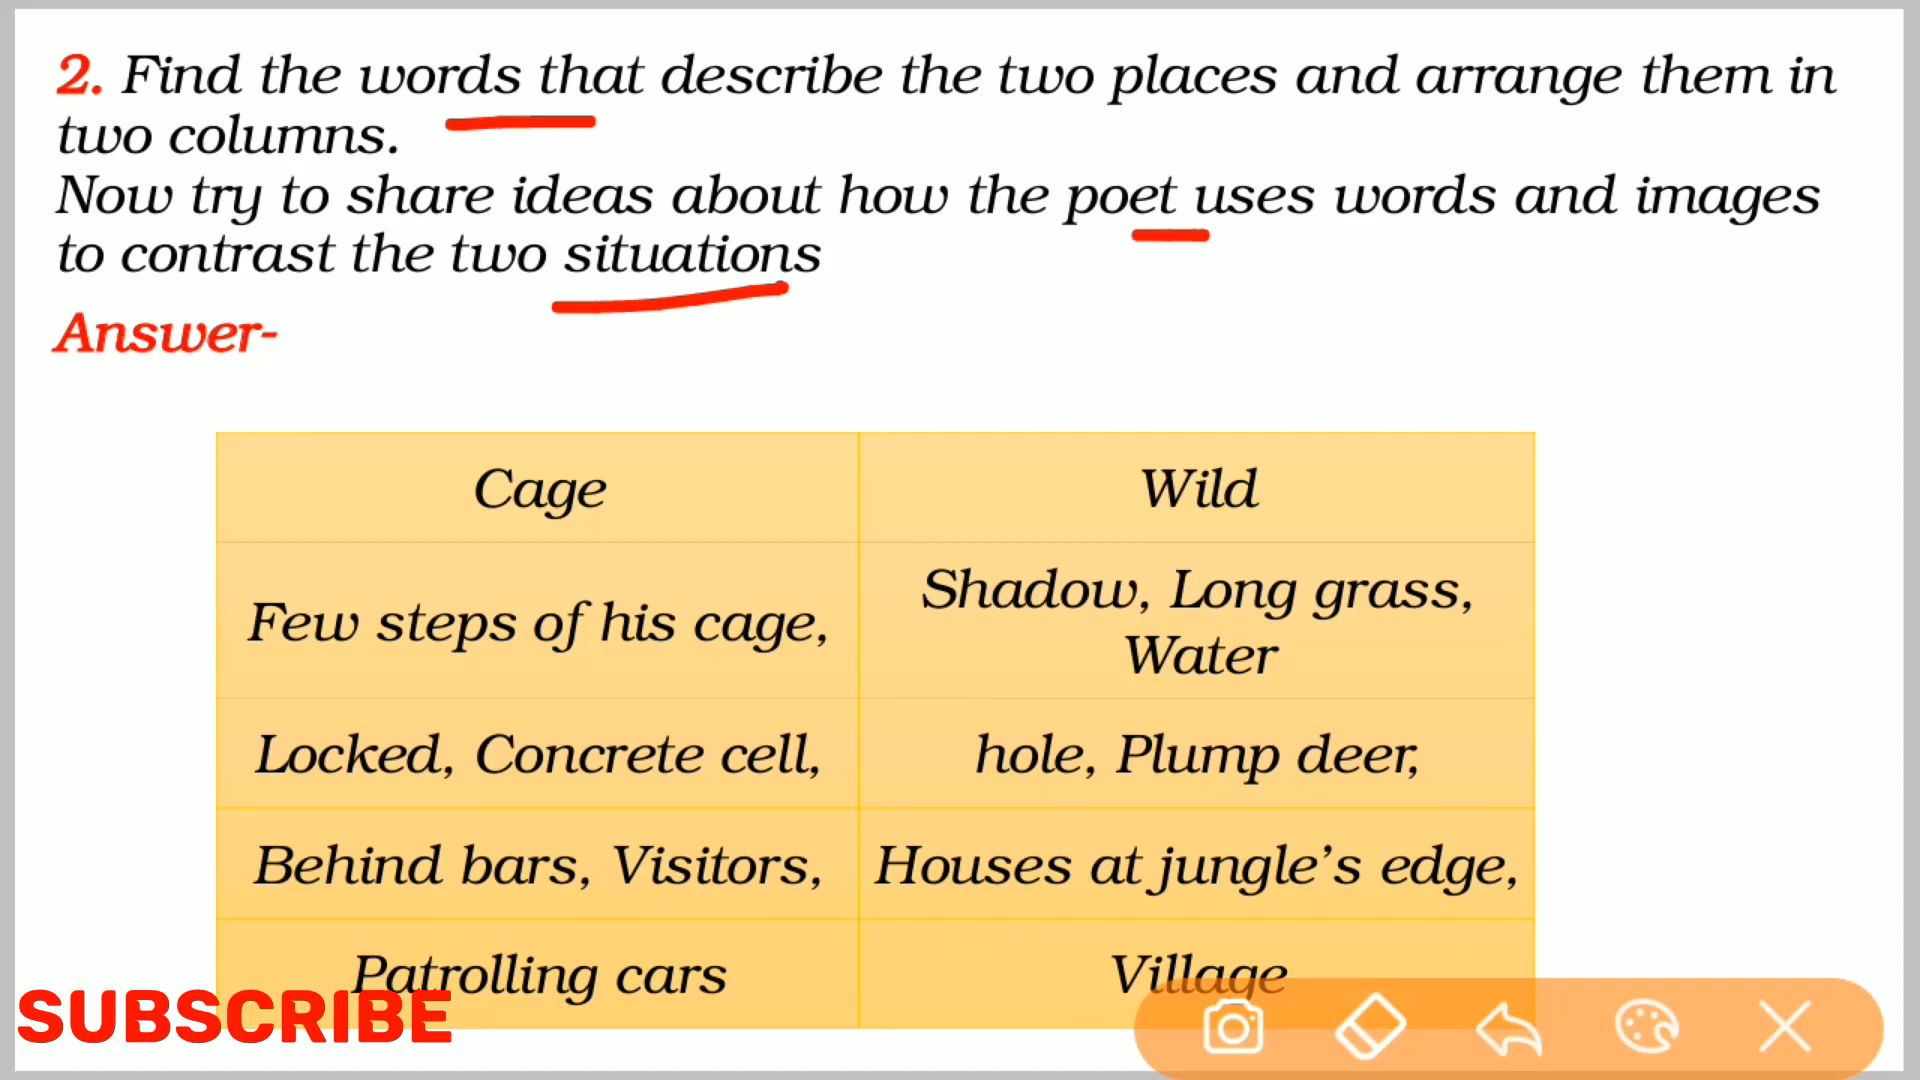 2. Find the words that describe the two places and arrange them in
two columns.
Now try to share ideas about how the poet uses words and images
to contrast the two situations
Answer-
Cage
Wild
Few steps of his cage,
Shadow, Long grass,
Water
Locked, Concrete cell,
hole, Plump deer,
Behind bars, Visitors,
Houses at jungle's edge,
Patrolling cars
Village
SUBSCRIBE